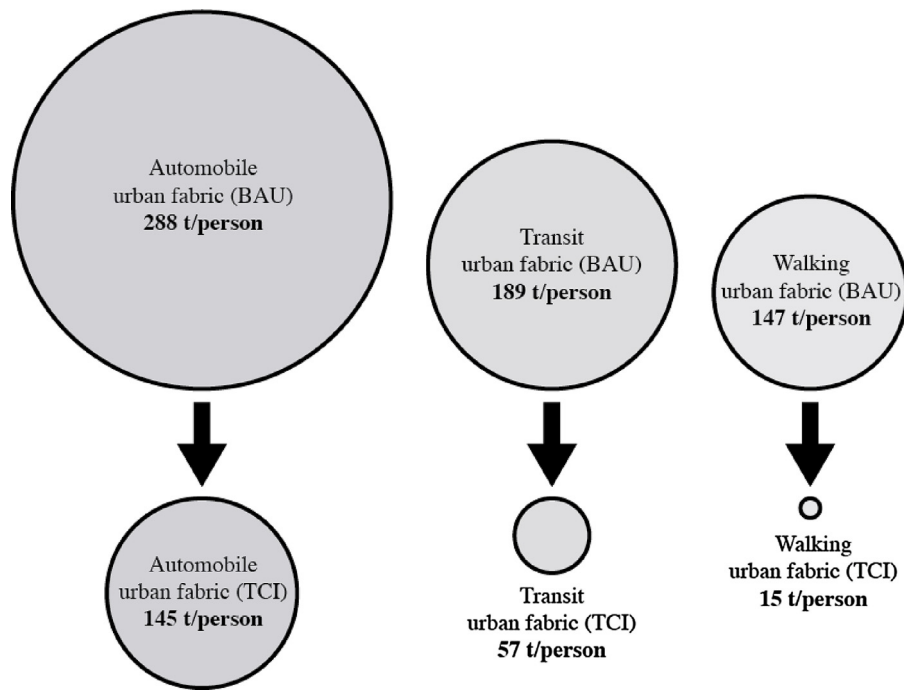 Automobile
urban fabric (BAU)
288 t/person
Transit
urban fabric (BAU)
189 t/person
Walking
urban fabric (BAU)
147 t/person
Automobile
urban fabric (TCI)
145 t/person
Transit
urban fabric (TCI)
57 t/person
Walking
urban fabric (TCI)
15 t/person